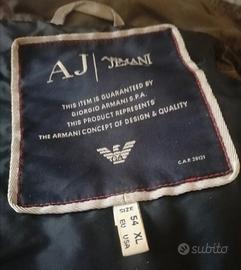 AJ | ARMANI
THIS ITEM IS GUARANTEED BY
GIORGIO ARMANI S.P.A.
THIS PRODUCT REPRESENTS
THE ARMANI CONCEPT OF DESIGN & QUALITY
C.A.P. 20121
SIZE
EU 54
USA XL
subito